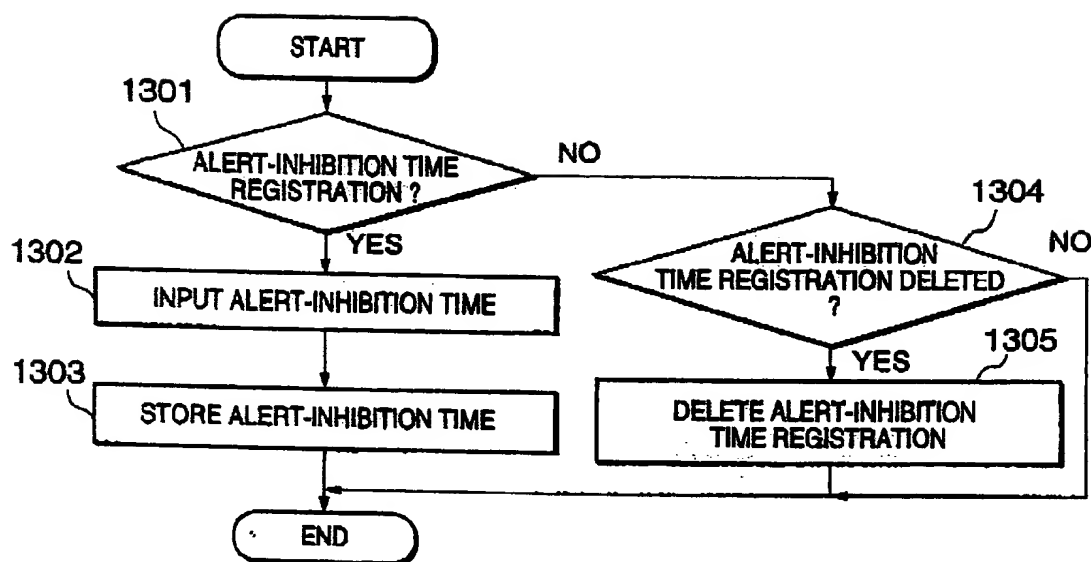 START
1301
ALERT-INHIBITION TIME
REGISTRATION ?
NO
YES
1302
INPUT ALERT-INHIBITION TIME
1303
STORE ALERT-INHIBITION TIME
1304
ALERT-INHIBITION
TIME REGISTRATION DELETED
?
NO
YES
1305
DELETE ALERT-INHIBITION
TIME REGISTRATION
END